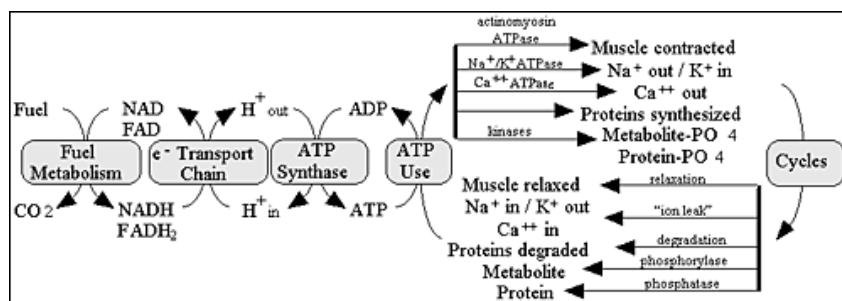 actinomyosin
ATPase
Muscle contracted
Na+/K+ATPase
Na+ out / K+ in
Ca++ATPase
Ca++ out
Proteins synthesized
kinases
Metabolite-PO 4
Protein-PO 4
Fuel
NAD
FAD
H+ out
ADP
Fuel
Metabolism
e- Transport
Chain
ATP
Synthase
ATP
Use
Cycles
CO 2
NADH
FADH2
H+ in
ATP
Muscle relaxed
relaxation
Na+ in / K+ out
"ion leak"
Ca++ in
Proteins degraded
degradation
Metabolite
phosphorylase
Protein
phosphatase